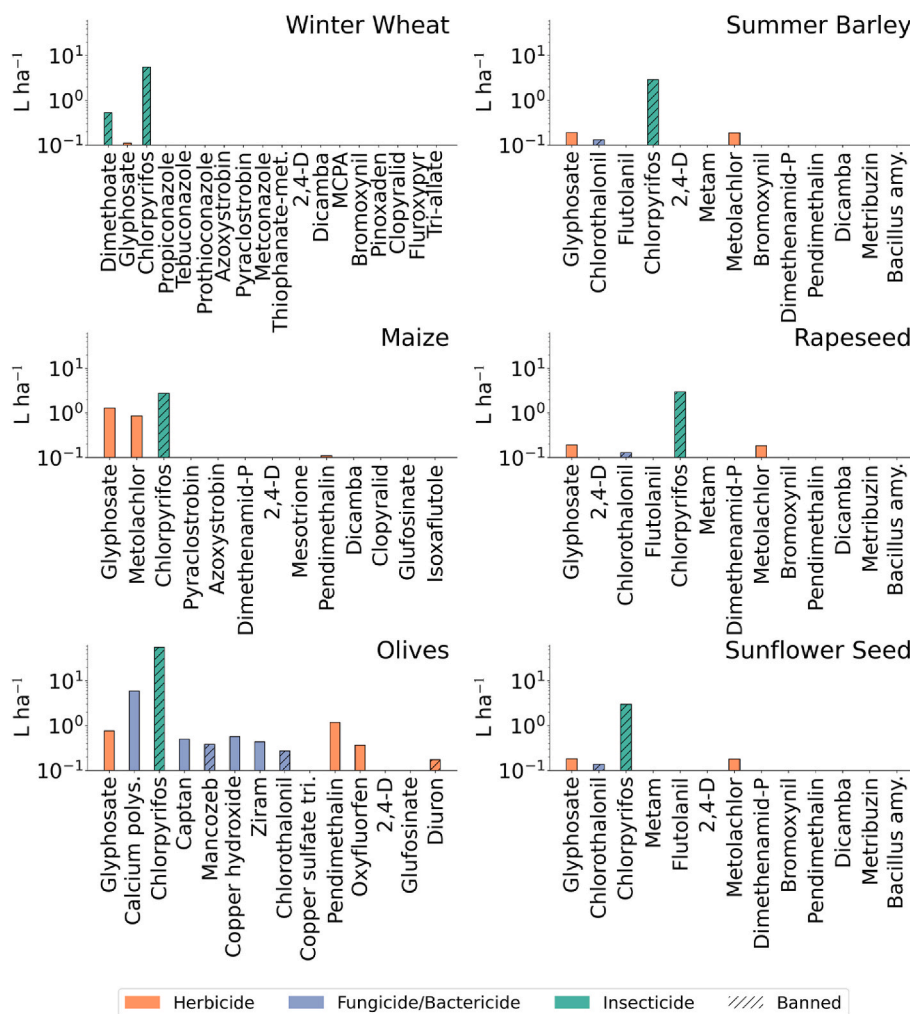 Winter Wheat
L ha⁻¹
10¹
10⁰
10⁻¹
Dimethoate
Glyphosate
Chlorpyrifos
Propiconazole
Tebuconazole
Prothioconazole
Azoxystrobin
Pyraclostrobin
Metconazole
Thiophanate-met.
2,4-D
Dicamba
MCPA
Bromoxynil
Pinoxaden
Clopyralid
Fluroxypyr
Tri-allate
Summer Barley
L ha⁻¹
10¹
10⁰
10⁻¹
Glyphosate
Chlorothalonil
Flutolanil
Chlorpyrifos
2,4-D
Metam
Metolachlor
Bromoxynil
Dimethenamid-P
Pendimethalin
Dicamba
Metribuzin
Bacillus amy.
Maize
L ha⁻¹
10¹
10⁰
10⁻¹
Glyphosate
Metolachlor
Chlorpyrifos
Pyraclostrobin
Azoxystrobin
Dimethenamid-P
2,4-D
Mesotrione
Pendimethalin
Dicamba
Clopyralid
Glufosinate
Isoxaflutole
Rapeseed
L ha⁻¹
10¹
10⁰
10⁻¹
Glyphosate
2,4-D
Chlorothalonil
Flutolanil
Chlorpyrifos
Metam
Dimethenamid-P
Metolachlor
Bromoxynil
Pendimethalin
Dicamba
Metribuzin
Bacillus amy.
Olives
L ha⁻¹
10¹
10⁰
10⁻¹
Glyphosate
Calcium polys.
Chlorpyrifos
Captan
Mancozeb
Copper hydroxide
Ziram
Chlorothalonil
Copper sulfate tri.
Pendimethalin
Oxyfluorfen
2,4-D
Glufosinate
Diuron
Sunflower Seed
L ha⁻¹
10¹
10⁰
10⁻¹
Glyphosate
Chlorothalonil
Chlorpyrifos
Metam
Flutolanil
2,4-D
Metolachlor
Dimethenamid-P
Bromoxynil
Pendimethalin
Dicamba
Metribuzin
Bacillus amy.
Herbicide
Fungicide/Bactericide
Insecticide
Banned